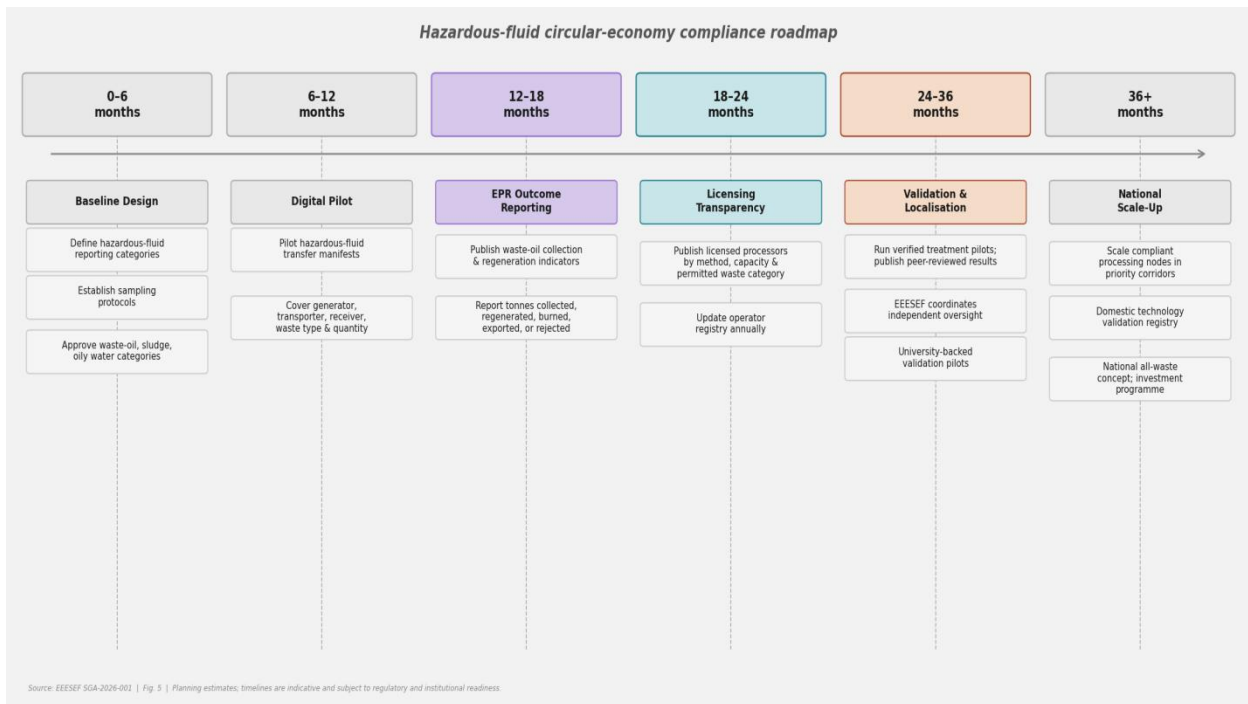 Hazardous-fluid circular-economy compliance roadmap
0–6
months
6–12
months
12–18
months
18–24
months
24–36
months
36+
months
Baseline Design
Define hazardous-fluid
reporting categories
Establish sampling
protocols
Approve waste-oil, sludge,
oily water categories
Digital Pilot
Pilot hazardous-fluid
transfer manifests
Cover generator,
transporter, receiver,
waste type & quantity
EPR Outcome
Reporting
Publish waste-oil collection
& regeneration indicators
Report tonnes collected,
regenerated, burned,
exported, or rejected
Licensing
Transparency
Publish licensed processors
by method, capacity &
permitted waste category
Update operator
registry annually
Validation &
Localisation
Run verified treatment pilots;
publish peer-reviewed results
EEESEF coordinates
independent oversight
University-backed
validation pilots
National
Scale-Up
Scale compliant
processing nodes in
priority corridors
Domestic technology
validation registry
National all-waste
concept; investment
programme
Source: EEESEF SGA-2026-001 | Fig. 5 | Planning estimates; timelines are indicative and subject to regulatory and institutional readiness.